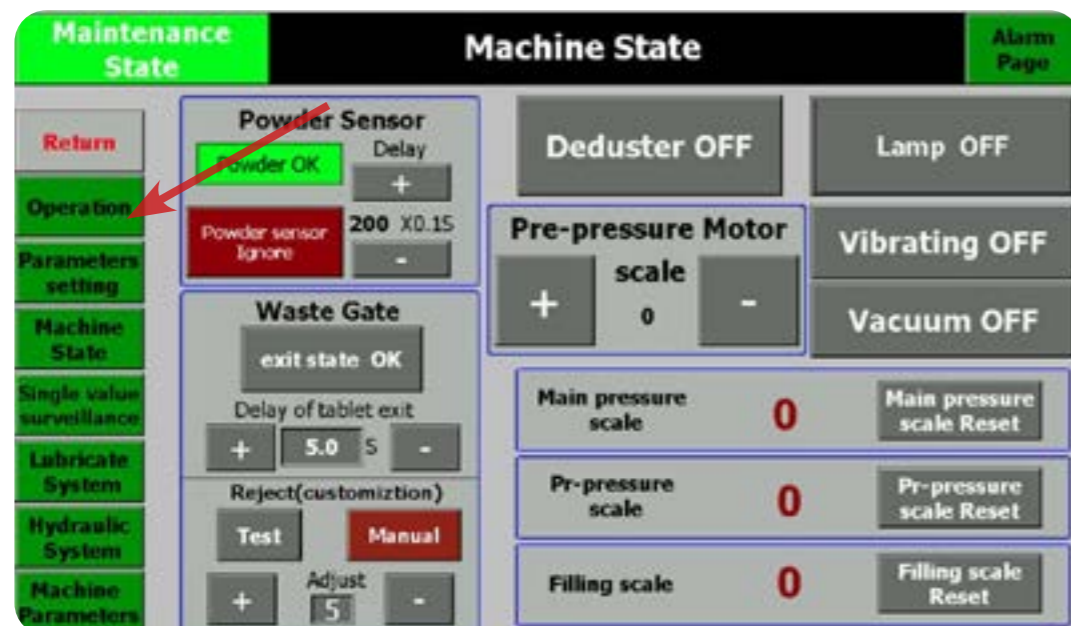 Maintenance
State
Machine State
Alarm
Page
Return
Operation
Parameters
setting
Machine
State
Single value
surveillance
Lubricate
System
Hydraulic
System
Machine
Parameters
Powder Sensor
Powder OK
Delay
+
Powder sensor
Ignore
200 X0.1S
-
Waste Gate
exit state OK
Delay of tablet exit
+ 5.0 S -
Reject(customiztion)
Test Manual
Adjust
+ 5 -
Deduster OFF
Lamp OFF
Pre-pressure Motor
scale
+ 0 -
Vibrating OFF
Vacuum OFF
Main pressure
scale
0
Main pressure
scale Reset
Pr-pressure
scale
0
Pr-pressure
scale Reset
Filling scale
0
Filling scale
Reset